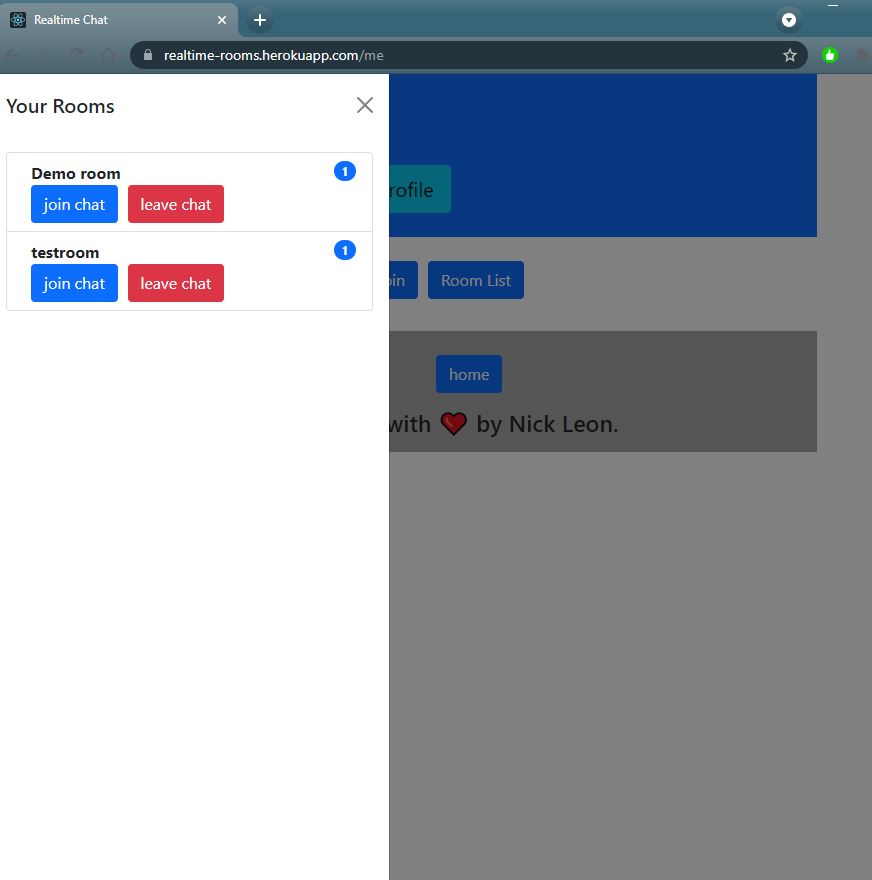 Realtime Chat
realtime-rooms.herokuapp.com/me
Your Rooms
Demo room 1
join chat leave chat
testroom 1
join chat leave chat
rofile
oin Room List
home
with ❤️ by Nick Leon.